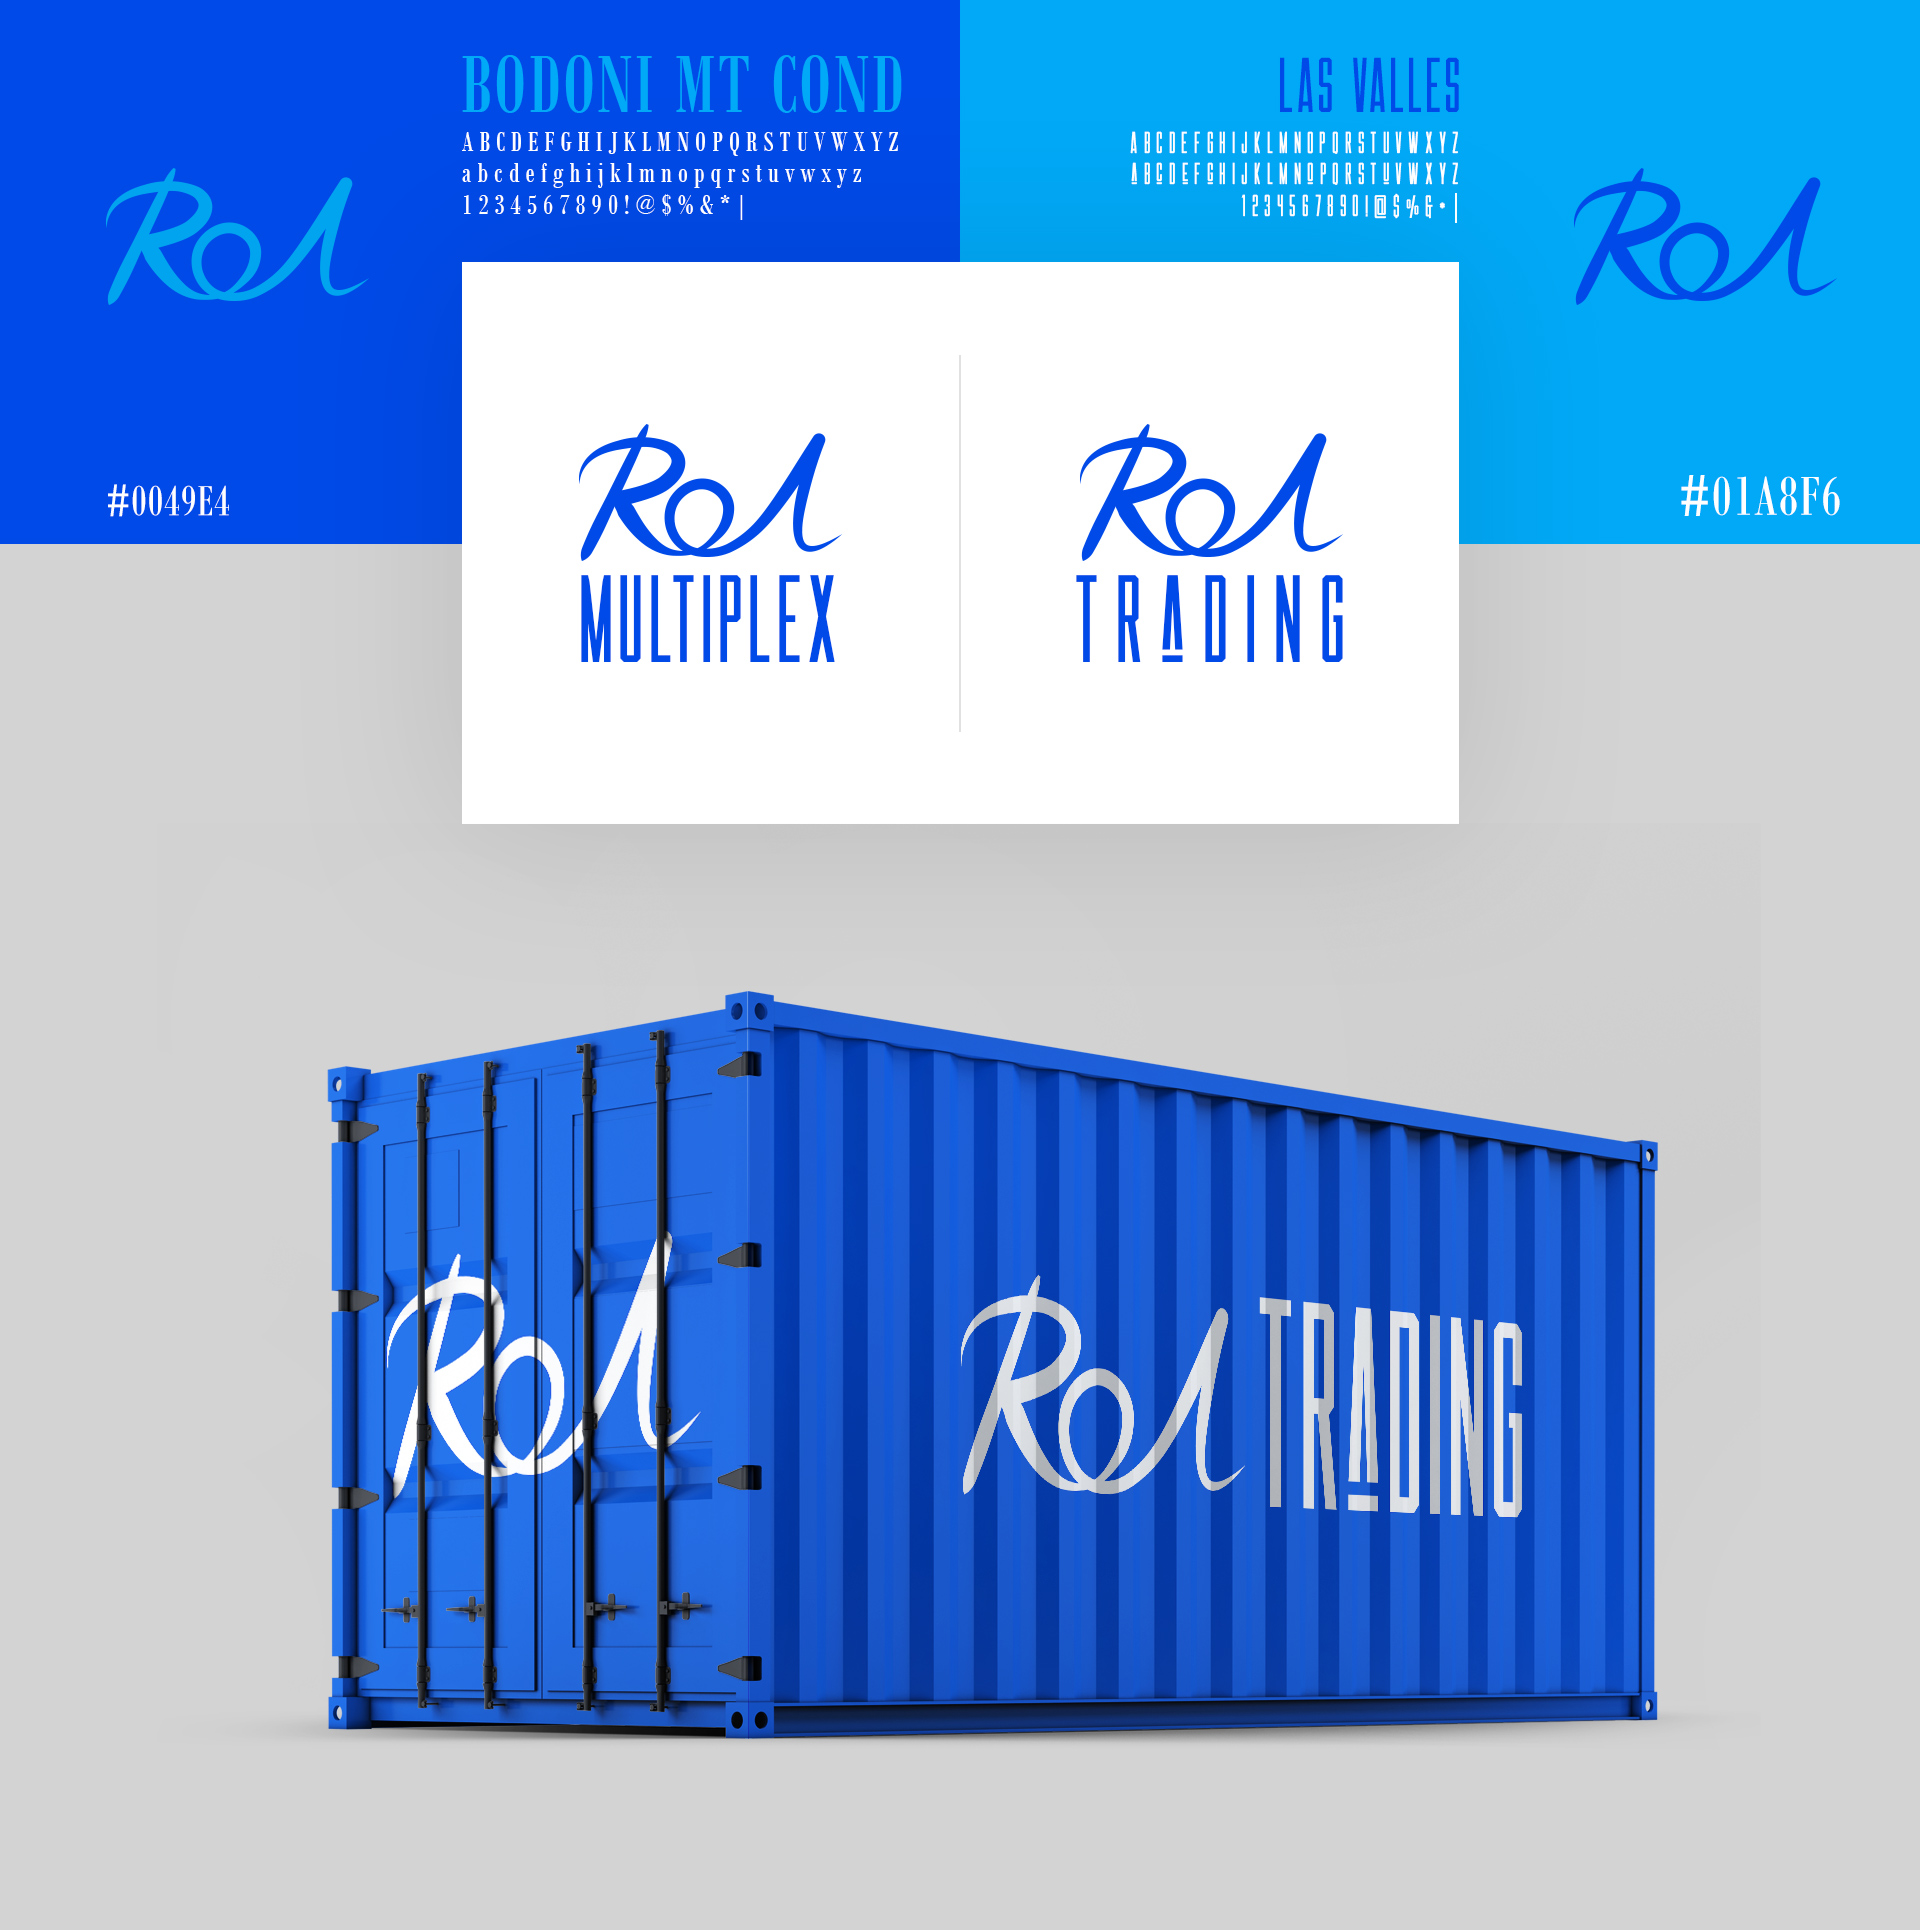 BODONI MT COND
ABCDEFGHIJKLMNOPQRSTUVWXYZ
abcdefghijklmnopqrstuvwxyz
1234567890!@$%&*|
RoA
#0049E4
LAS VALLES
ABCDEFGHIJKLMNOPQRSTUVWXYZ
ABCDEFGHIJKLMNOPQRSTUVWXYZ
1234567890!@$%&*|
RoA
#01A8F6
RoA
MULTIPLEX
RoA
TRADING
RoA
RoA TRADING